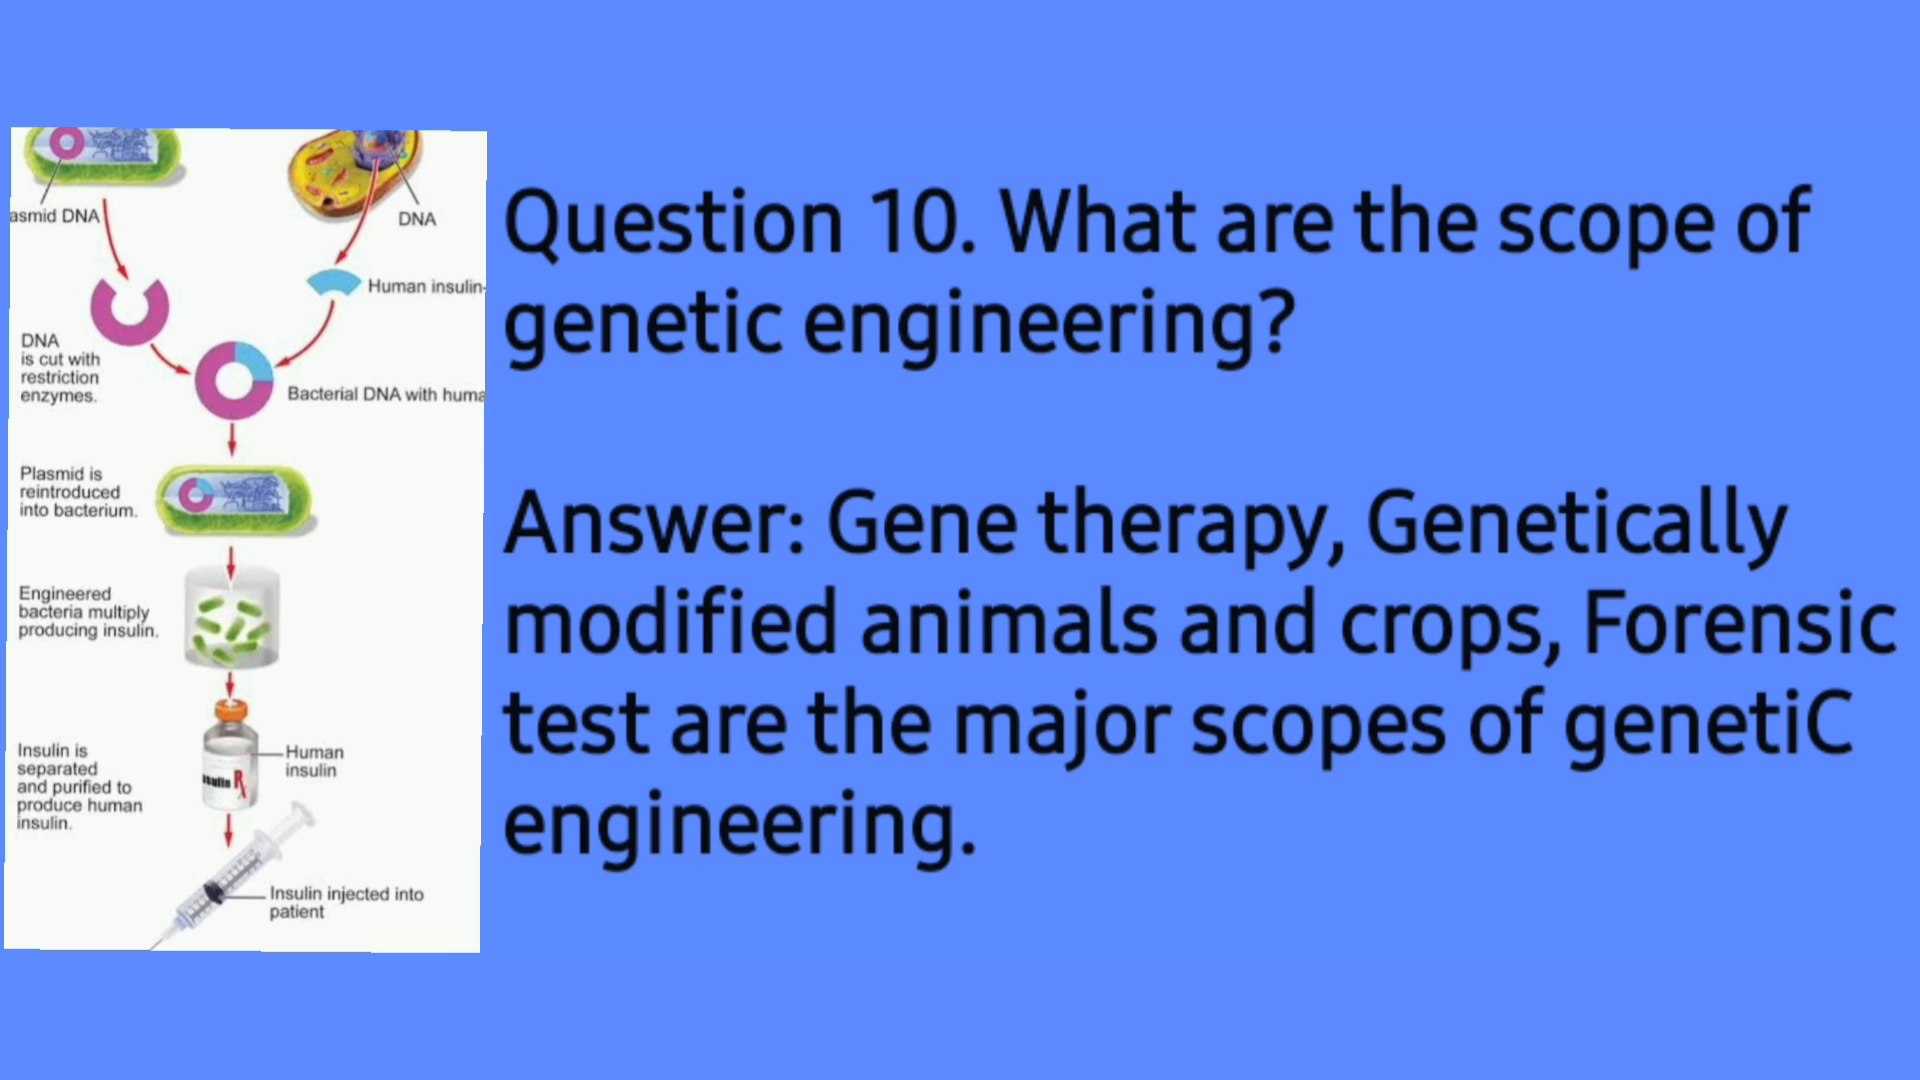 asmid DNA
DNA
Human insulin-
DNA
is cut with
restriction
enzymes.
Bacterial DNA with huma
Plasmid is
reintroduced
into bacterium.
Engineered
bacteria multiply
producing insulin.
Insulin is
separated
and purified to
produce human
insulin.
Human
insulin
Insulin injected into
patient
Question 10. What are the scope of
genetic engineering?
Answer: Gene therapy, Genetically
modified animals and crops, Forensic
test are the major scopes of genetiC
engineering.